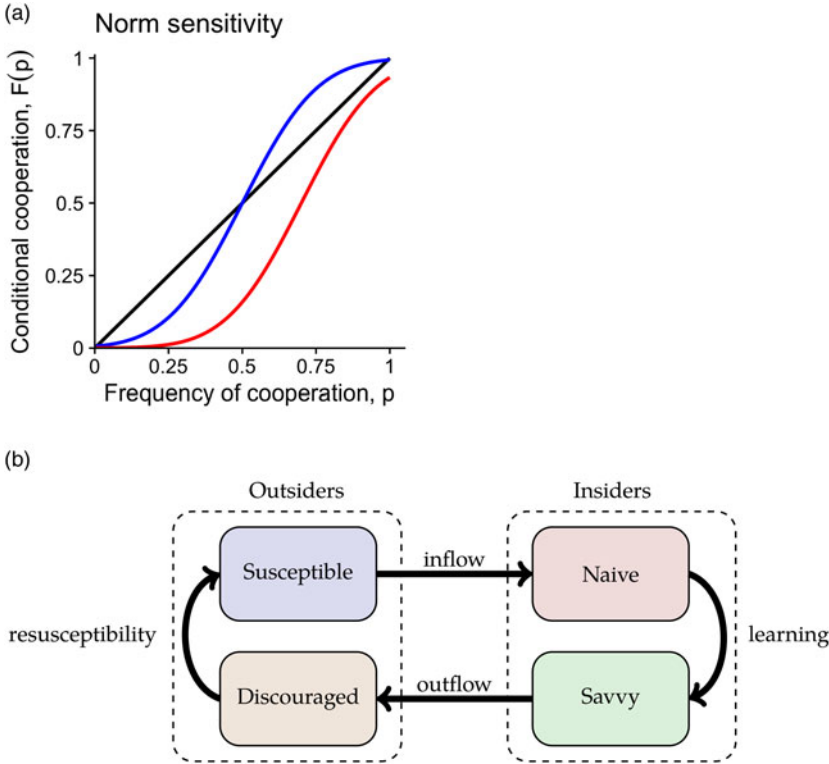 (a)
Norm sensitivity
Conditional cooperation, F(p)
1
0.75
0.5
0.25
0
0 0.25 0.5 0.75 1
Frequency of cooperation, p
(b)
Outsiders Insiders
Susceptible inflow Naive
resusceptibility learning
Discouraged outflow Savvy